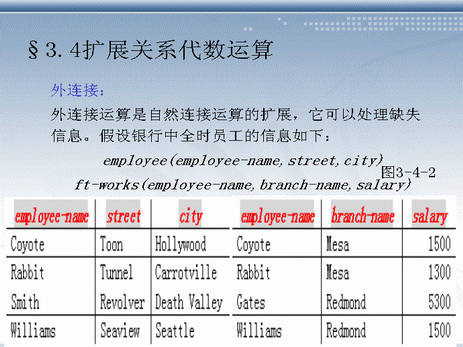 §3.4扩展关系代数运算
外连接：
外连接运算是自然连接运算的扩展，它可以处理缺失
信息。假设银行中全时员工的信息如下：
employee(employee-name,street,city)
图3-4-2
ft-works(employee-name,branch-name,salary)
employee-name street city employee-name branch-name salary
Coyote Toon Hollywood Coyote Mesa 1500
Rabbit Tunnel Carrotville Rabbit Mesa 1300
Smith Revolver Death Valley Gates Redmond 5300
Williams Seaview Seattle Williams Redmond 1500